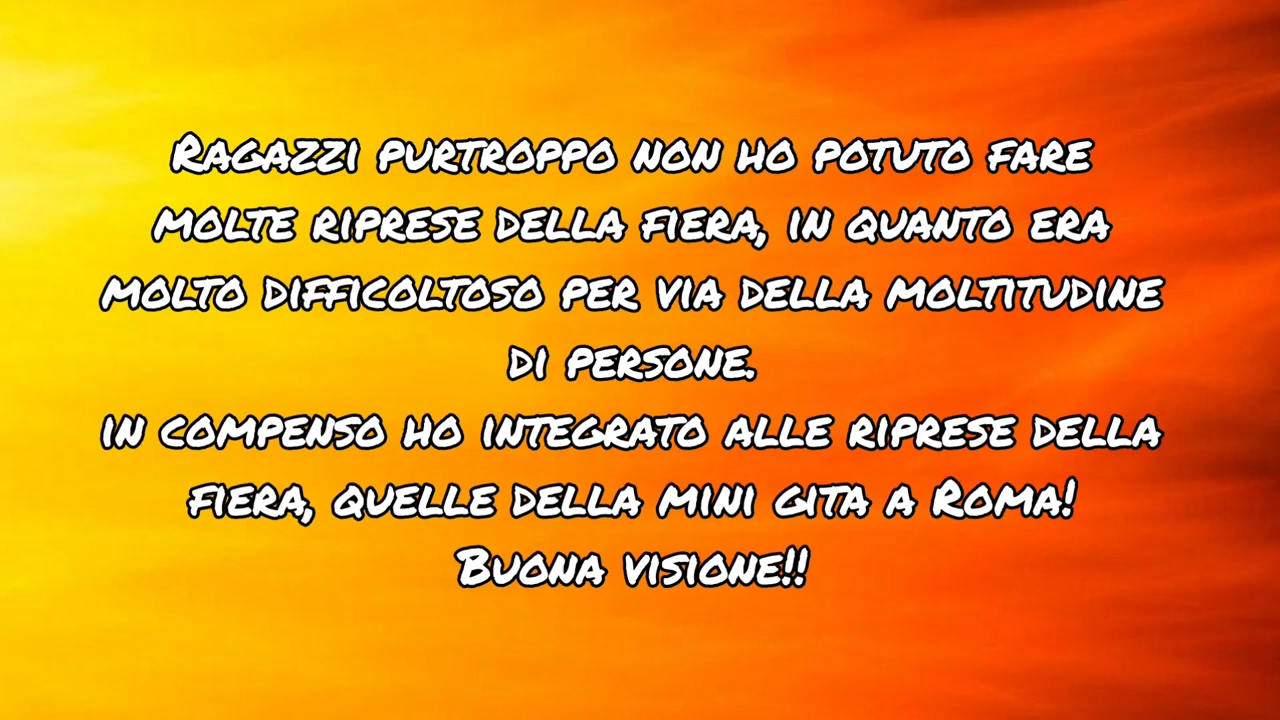 Ragazzi purtroppo non ho potuto fare
molte riprese della fiera, in quanto era
molto difficoltoso per via della moltitudine
di persone.
in compenso ho integrato alle riprese della
fiera, quelle della mini gita a Roma!
Buona visione!!